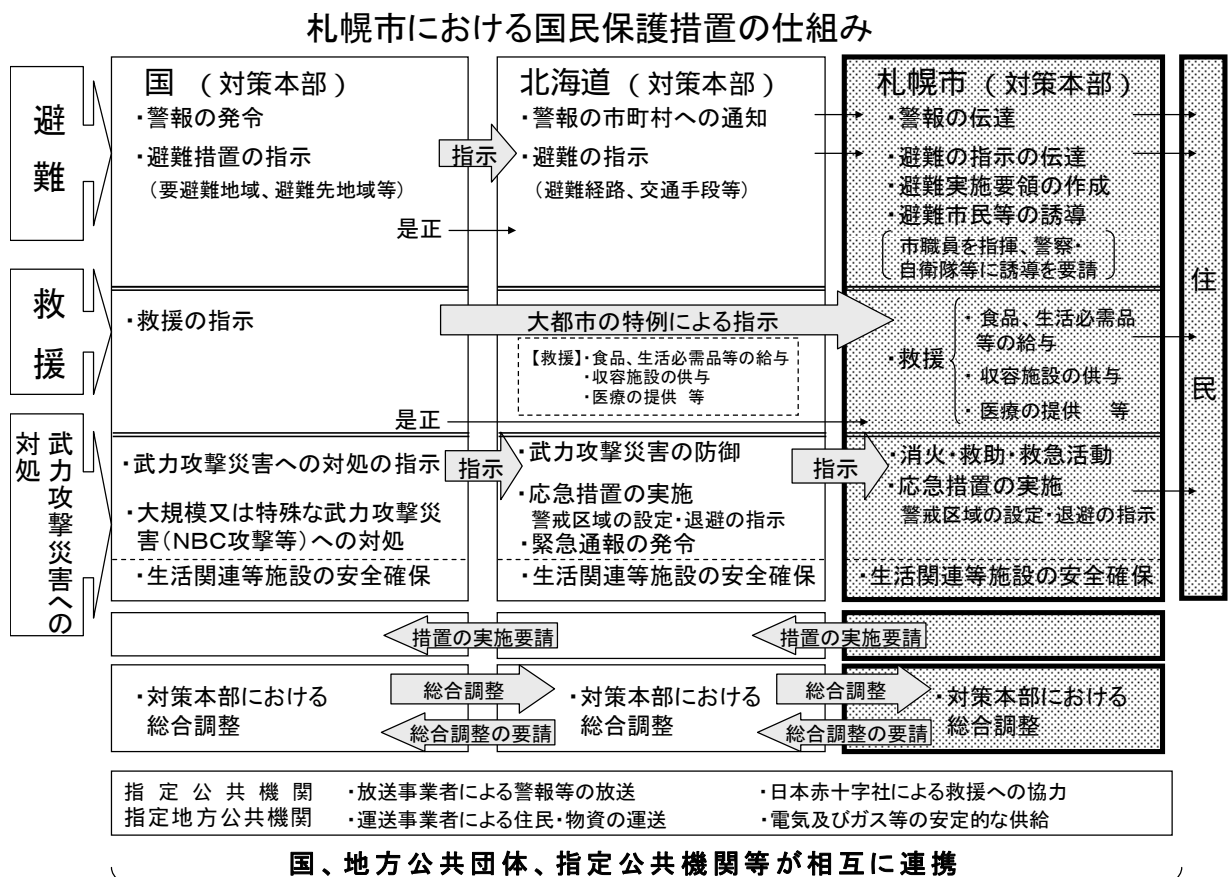 札幌市における国民保護措置の仕組み
避難
国（対策本部）
・警報の発令
・避難措置の指示
（要避難地域、避難先地域等）
是正
指示
北海道（対策本部）
・警報の市町村への通知
・避難の指示
（避難経路、交通手段等）
札幌市（対策本部）
・警報の伝達
・避難の指示の伝達
・避難実施要領の作成
・避難市民等の誘導
市職員を指揮、警察・
自衛隊等に誘導を要請
住民
救援
・救援の指示
大都市の特例による指示
【救援】・食品、生活必需品等の給与
・収容施設の供与
・医療の提供 等
是正
・救援
・食品、生活必需品
等の給与
・収容施設の供与
・医療の提供 等
武力攻撃災害への
対処
・武力攻撃災害への対処の指示
・大規模又は特殊な武力攻撃災
害（NBC攻撃等）への対処
・生活関連等施設の安全確保
指示
・武力攻撃災害の防御
・応急措置の実施
警戒区域の設定・退避の指示
・緊急通報の発令
・生活関連等施設の安全確保
指示
・消火・救助・救急活動
・応急措置の実施
警戒区域の設定・退避の指示
・生活関連等施設の安全確保
措置の実施要請
措置の実施要請
・対策本部における
総合調整
総合調整
総合調整の要請
・対策本部における
総合調整
総合調整
総合調整の要請
・対策本部における
総合調整
指定公共機関
指定地方公共機関
・放送事業者による警報等の放送
・運送事業者による住民・物資の運送
・日本赤十字社による救援への協力
・電気及びガス等の安定的な供給
国、地方公共団体、指定公共機関等が相互に連携